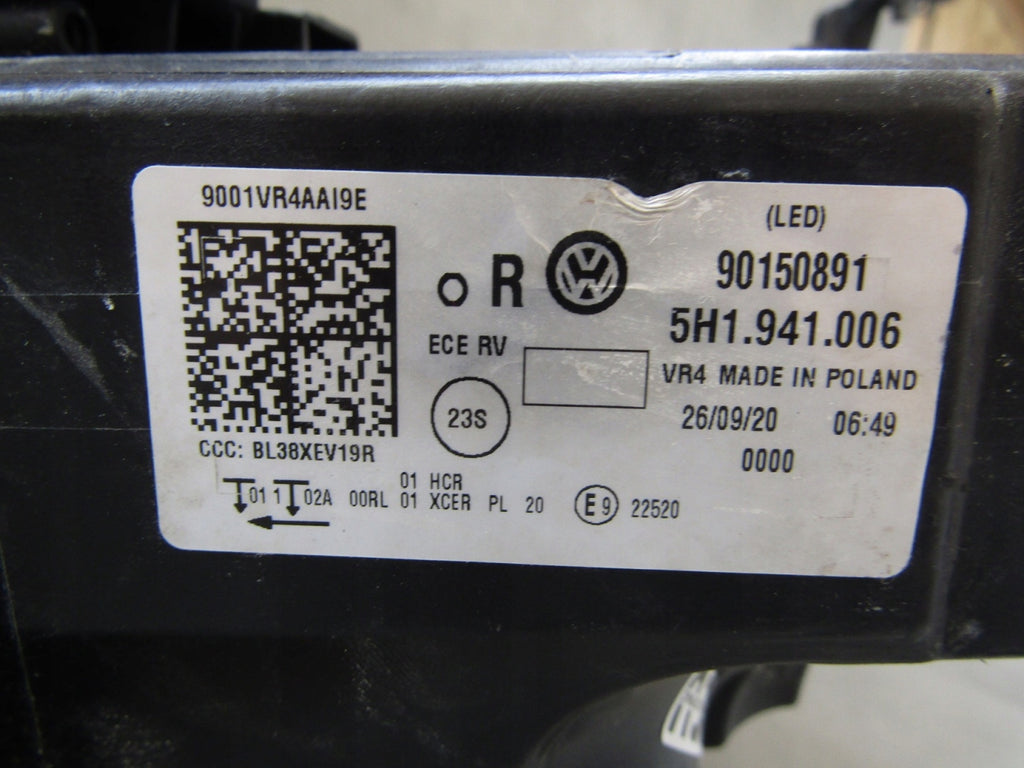 9001VR4AAI9E
(LED)
o R
90150891
5H1.941.006
ECE RV
VR4 MADE IN POLAND
23S
26/09/20 06:49
0000
CCC: BL38XEV19R
01 HCR
01 1 02A 00RL 01 XCER PL 20 E9 22520